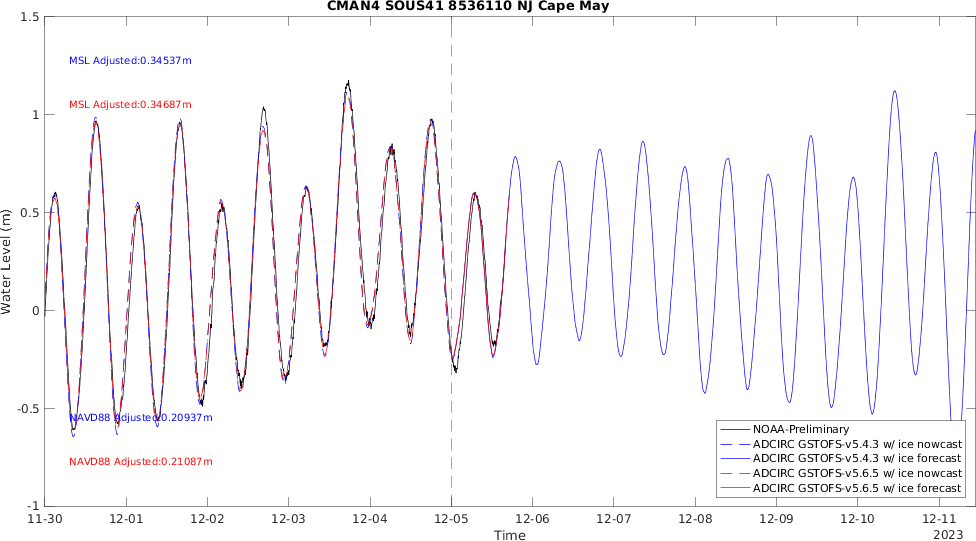 CMAN4 SOUS41 8536110 NJ Cape May
1.5
1
0.5
0
-0.5
-1
Water Level (m)
MSL Adjusted:0.34537m
MSL Adjusted:0.34687m
NAVD88 Adjusted:0.20937m
NAVD88 Adjusted:0.21087m
NOAA-Preliminary
ADCIRC GSTOFS-v5.4.3 w/ ice nowcast
ADCIRC GSTOFS-v5.4.3 w/ ice forecast
ADCIRC GSTOFS-v5.6.5 w/ ice nowcast
ADCIRC GSTOFS-v5.6.5 w/ ice forecast
11-30 12-01 12-02 12-03 12-04 12-05 12-06 12-07 12-08 12-09 12-10 12-11
Time
2023